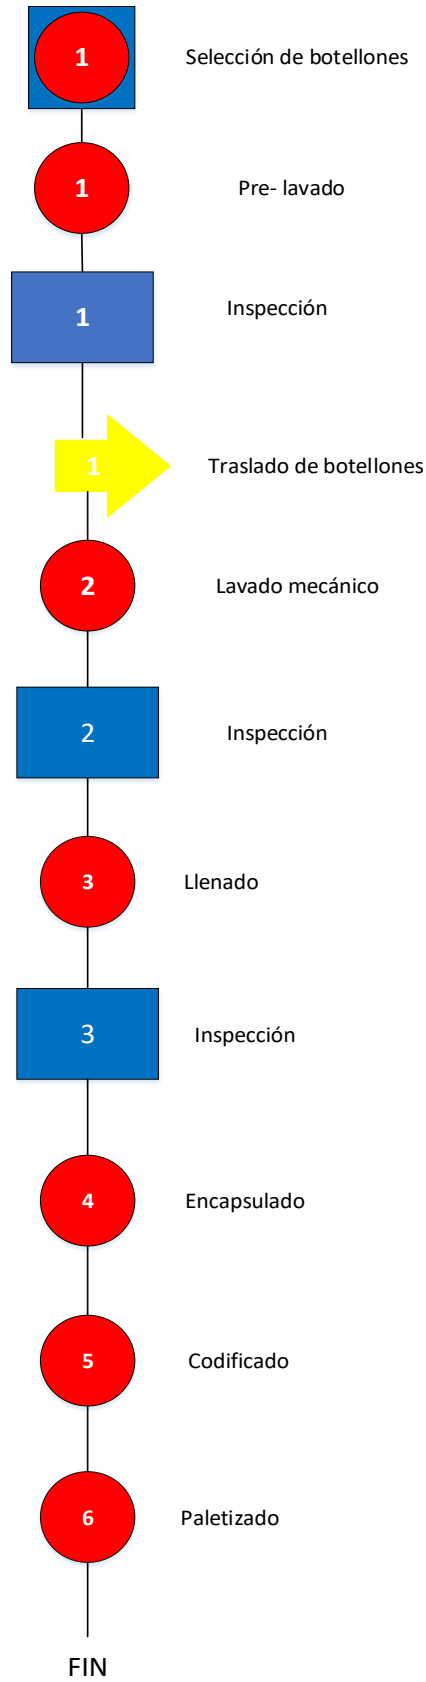 1 Selección de botellones
1 Pre- lavado
1 Inspección
1 Traslado de botellones
2 Lavado mecánico
2 Inspección
3 Llenado
3 Inspección
4 Encapsulado
5 Codificado
6 Paletizado
FIN